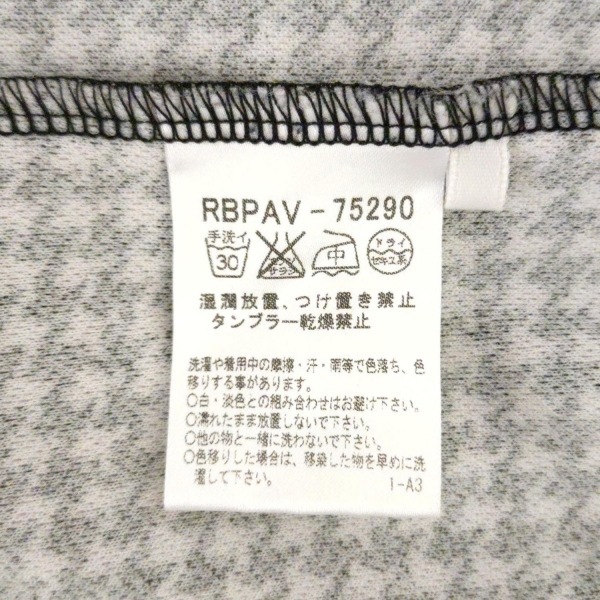 RBPAV-75290
手洗イ 30 エンソサラシ 中 ドライ セキユ系
湿潤放置、つけ置き禁止
タンブラー乾燥禁止
洗濯や着用中の摩擦・汗・雨等で色落ち、色
移りする事があります。
○白・淡色との組み合わせはお避け下さい。
○濡れたまま放置しないで下さい。
○他の物と一緒に洗わないで下さい。
○色移りした場合は、移染した物を早めに洗
濯して下さい。
1-A3